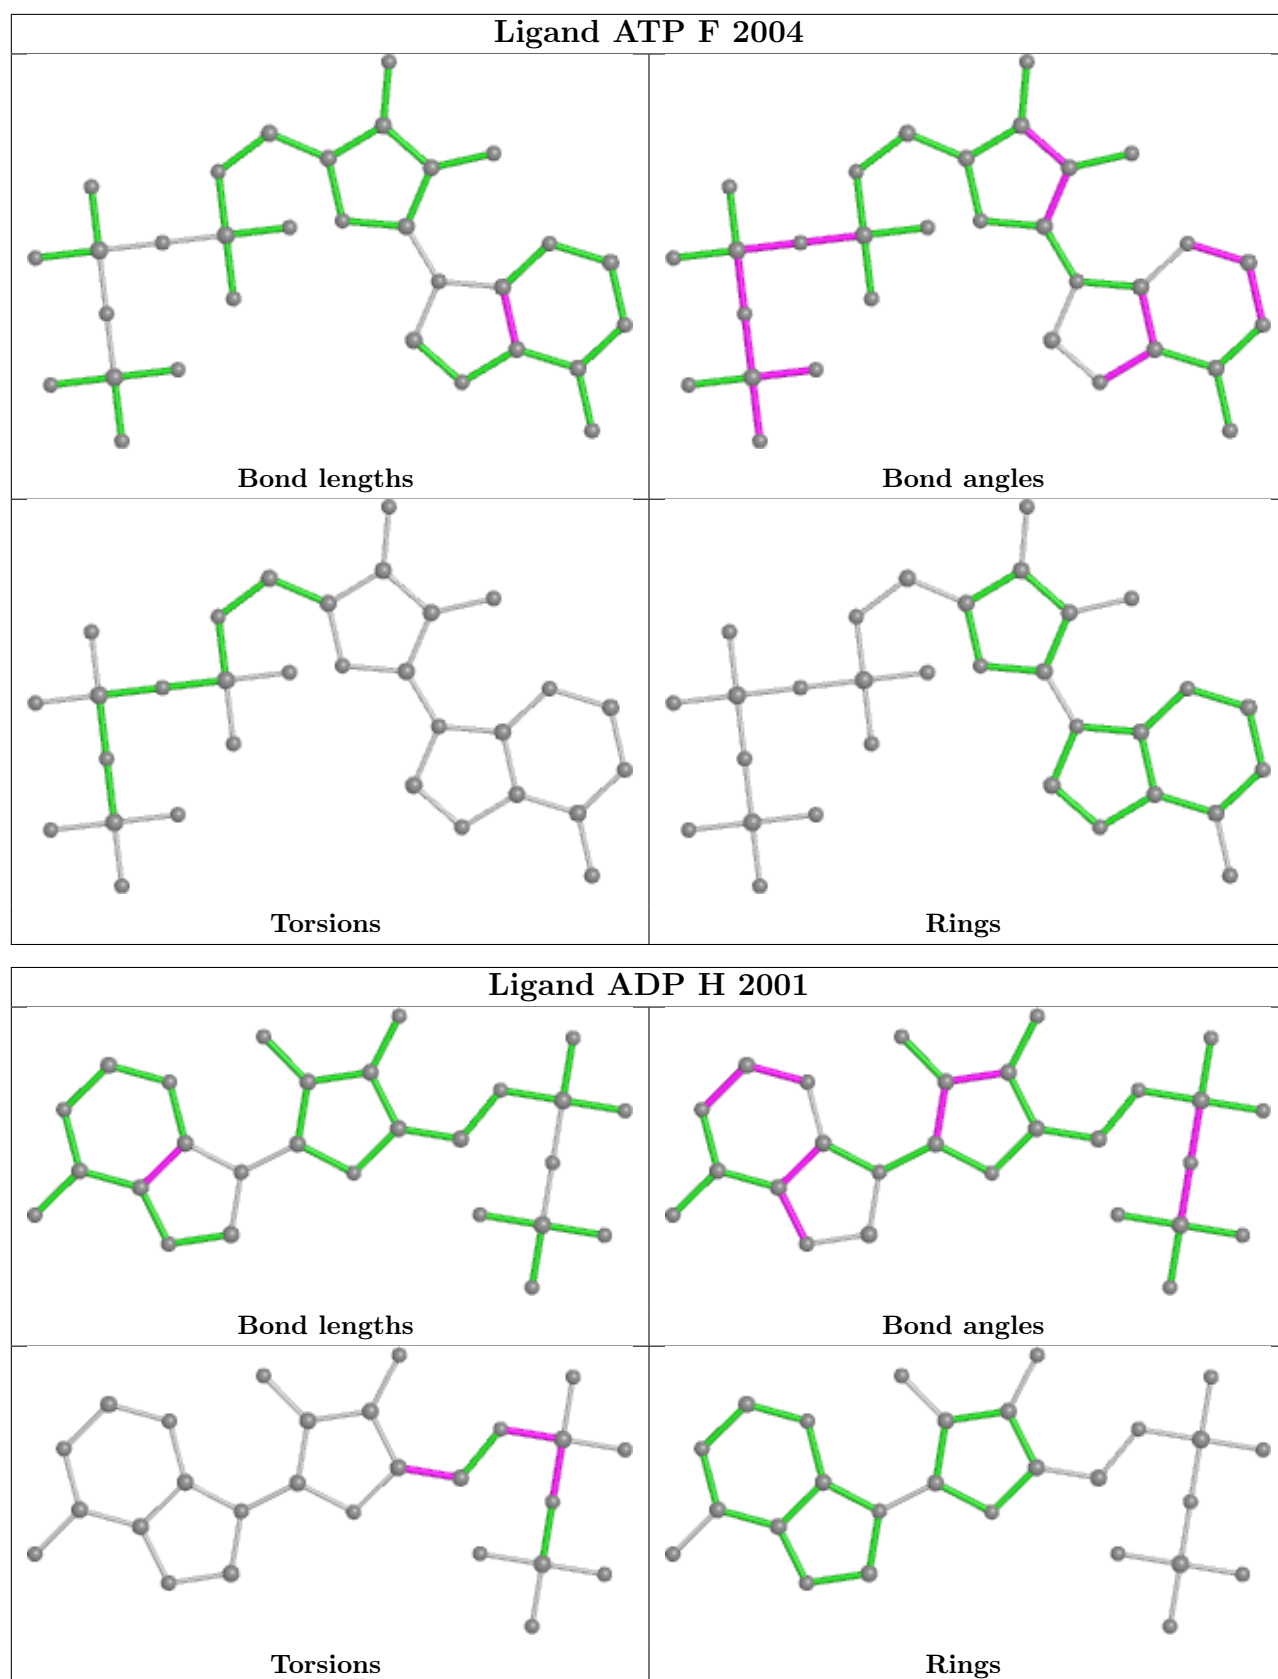 Ligand ATP F 2004
Bond lengths
Bond angles
Torsions
Rings
Ligand ADP H 2001
Bond lengths
Bond angles
Torsions
Rings